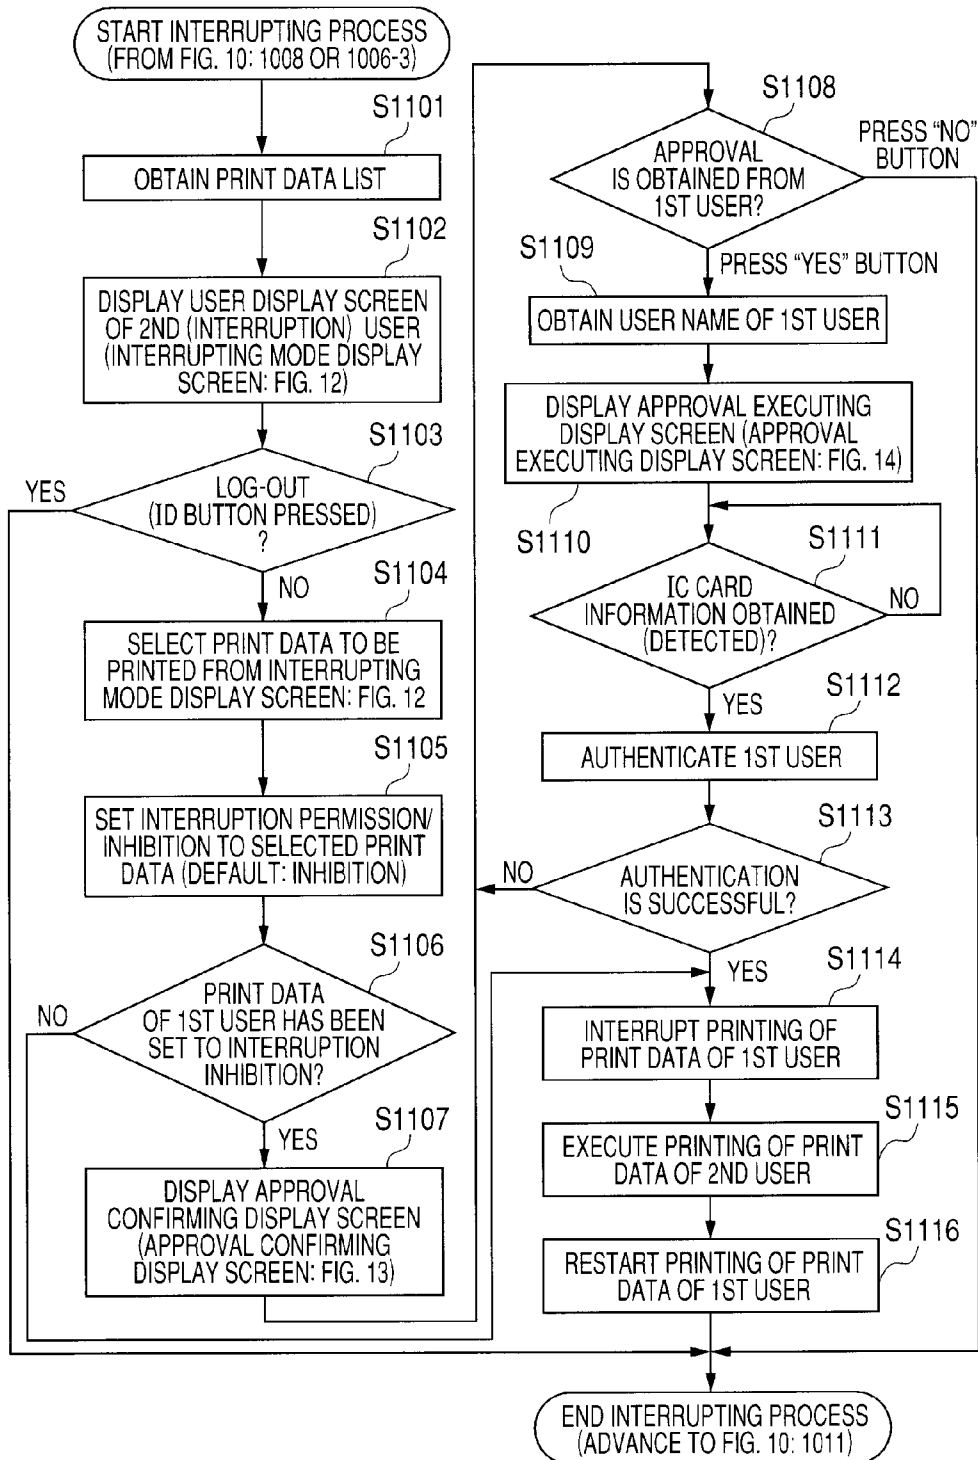 START INTERRUPTING PROCESS
(FROM FIG. 10: 1008 OR 1006-3)
S1101
OBTAIN PRINT DATA LIST
S1102
DISPLAY USER DISPLAY SCREEN
OF 2ND (INTERRUPTION) USER
(INTERRUPTING MODE DISPLAY
SCREEN: FIG. 12)
S1103
YES
LOG-OUT
(ID BUTTON PRESSED)
?
NO
S1104
SELECT PRINT DATA TO BE
PRINTED FROM INTERRUPTING
MODE DISPLAY SCREEN: FIG. 12
S1105
SET INTERRUPTION PERMISSION/
INHIBITION TO SELECTED PRINT
DATA (DEFAULT: INHIBITION)
S1106
NO
PRINT DATA
OF 1ST USER HAS BEEN
SET TO INTERRUPTION
INHIBITION?
YES
S1107
DISPLAY APPROVAL
CONFIRMING DISPLAY SCREEN
(APPROVAL CONFIRMING
DISPLAY SCREEN: FIG. 13)
S1108
PRESS "NO"
BUTTON
APPROVAL
IS OBTAINED FROM
1ST USER?
S1109
PRESS "YES" BUTTON
OBTAIN USER NAME OF 1ST USER
DISPLAY APPROVAL EXECUTING
DISPLAY SCREEN (APPROVAL
EXECUTING DISPLAY SCREEN: FIG. 14)
S1110
S1111
IC CARD
INFORMATION OBTAINED
(DETECTED)?
NO
YES
S1112
AUTHENTICATE 1ST USER
S1113
NO
AUTHENTICATION
IS SUCCESSFUL?
YES
S1114
INTERRUPT PRINTING OF
PRINT DATA OF 1ST USER
S1115
EXECUTE PRINTING OF PRINT
DATA OF 2ND USER
S1116
RESTART PRINTING OF PRINT
DATA OF 1ST USER
END INTERRUPTING PROCESS
(ADVANCE TO FIG. 10: 1011)